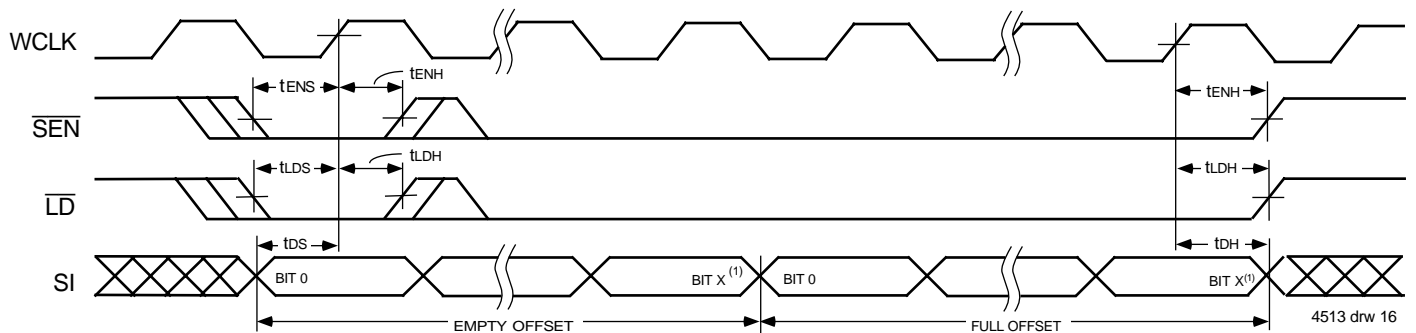 WCLK
tENS
tENH
tENH
SEN
tLDS
tLDH
tLDH
LD
tDS
tDH
SI
BIT 0
BIT X (1)
BIT 0
BIT X(1)
EMPTY OFFSET
FULL OFFSET
4513 drw 16